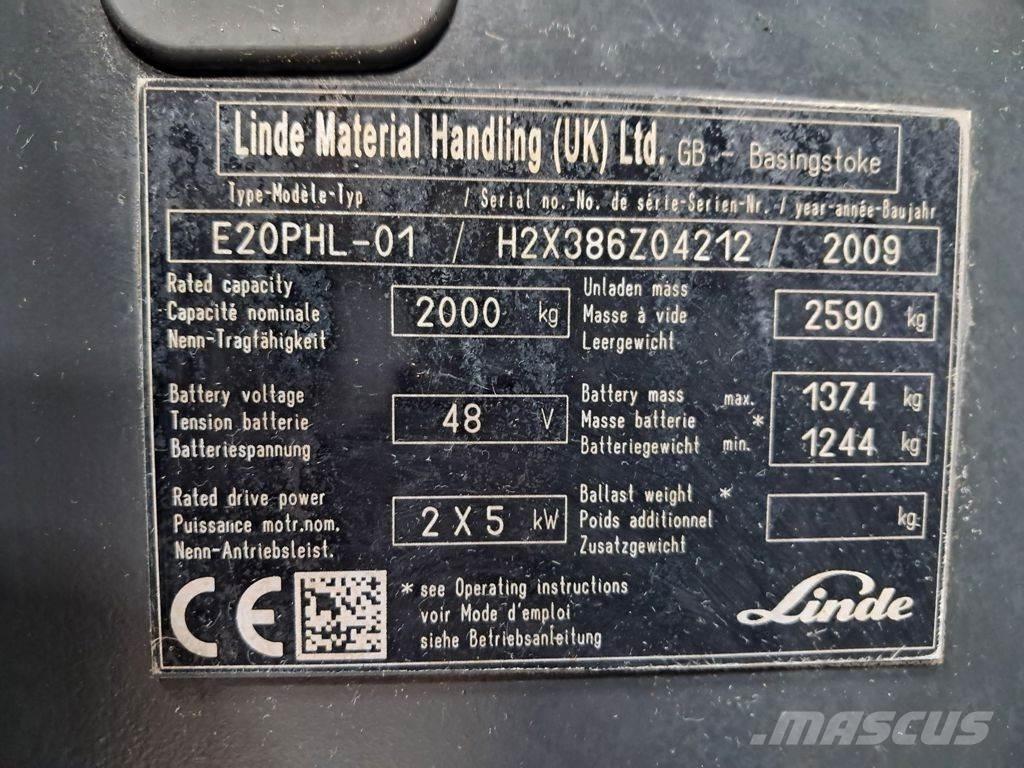 Linde Material Handling (UK) Ltd. GB - Basingstoke
Type-Modèle-Typ / Serial no.-No. de série-Serien-Nr. / year-année-Baujahr
E20PHL-01 / H2X386Z04212 / 2009
Rated capacity
Capacité nominale
Nenn-Tragfähigkeit
2000 kg
Unladen mass
Masse à vide
Leergewicht
2590 kg
Battery voltage
Tension batterie
Batteriespannung
48 V
Battery mass max. 1374 kg
Masse batterie *
Batteriegewicht min. 1244 kg
Rated drive power
Puissance motr.nom.
Nenn-Antriebsleist.
2 X 5 kW
Ballast weight *
Poids additionnel
Zusatzgewicht
kg
CE
* see Operating instructions
voir Mode d'emploi
siehe Betriebsanleitung
Linde
MASCUS